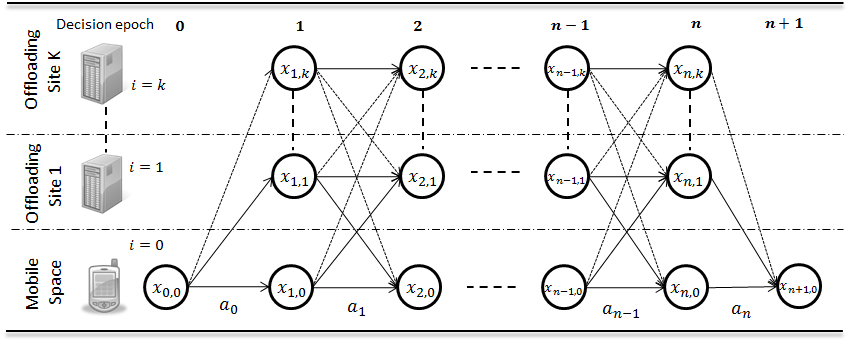 Decision epoch 0 1 2 n − 1 n n + 1
Offloading
Site K
i = k
x1,k x2,k xn−1,k xn,k
Offloading
Site 1
i = 1
x1,1 x2,1 xn−1,1 xn,1
Mobile
Space
i = 0
x0,0 x1,0 x2,0 xn−1,0 xn,0 xn+1,0
a0 a1 an−1 an